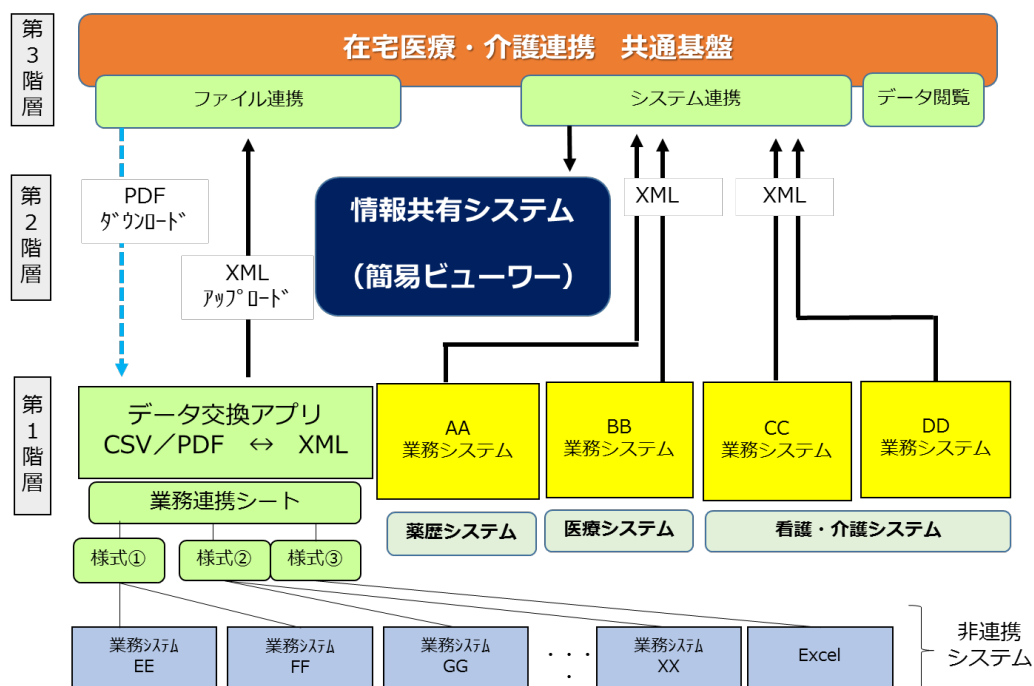 第3階層
在宅医療・介護連携　共通基盤
ファイル連携
システム連携
データ閲覧
第2階層
PDF
ﾀﾞｳﾝﾛｰﾄﾞ
XML
ｱｯﾌﾟﾛｰﾄﾞ
情報共有システム
（簡易ビューワー）
XML
XML
第1階層
データ交換アプリ
CSV／PDF　↔　XML
業務連携シート
様式①
様式②
様式③
AA
業務システム
BB
業務システム
CC
業務システム
DD
業務システム
薬歴システム
医療システム
看護・介護システム
業務ｼｽﾃﾑ
EE
業務ｼｽﾃﾑ
FF
業務ｼｽﾃﾑ
GG
・・・・
業務ｼｽﾃﾑ
XX
Excel
非連携
システム